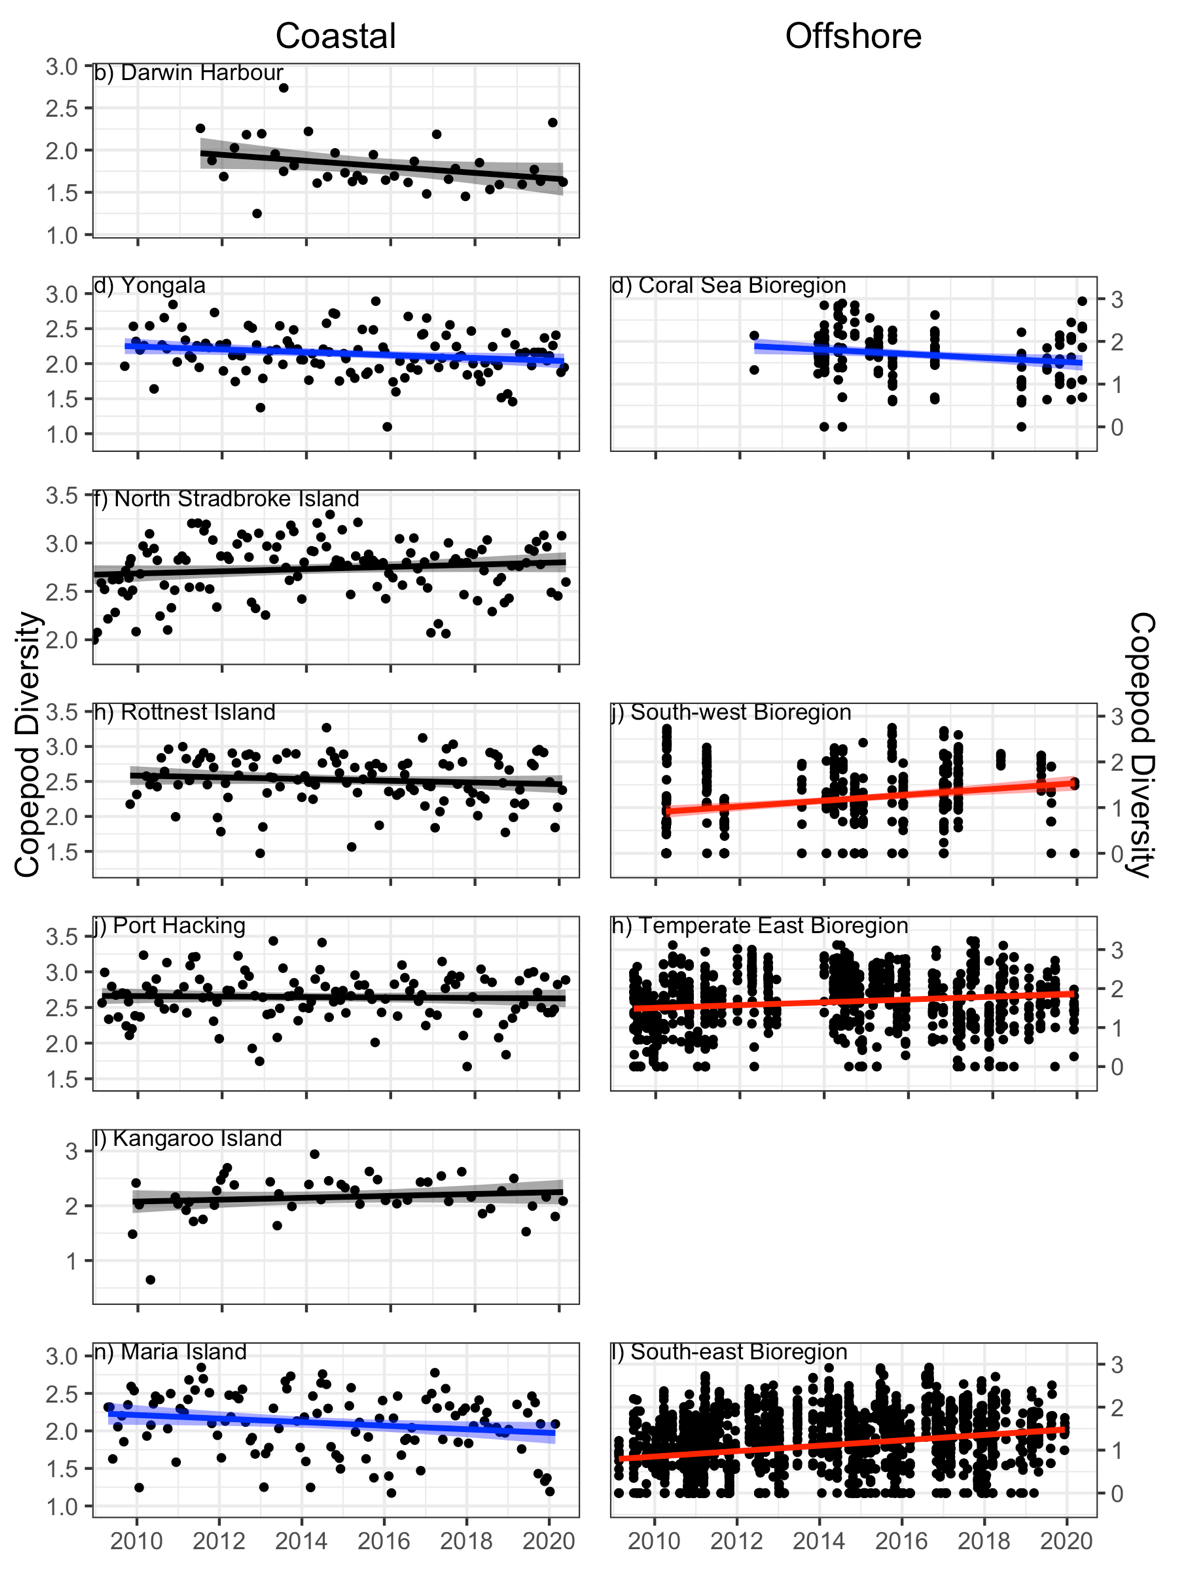 Coastal
Offshore
b) Darwin Harbour
3.0
2.5
2.0
1.5
1.0
d) Yongala
3.0
2.5
2.0
1.5
1.0
d) Coral Sea Bioregion
3
2
1
0
f) North Stradbroke Island
3.5
3.0
2.5
2.0
Copepod Diversity
h) Rottnest Island
3.5
3.0
2.5
2.0
1.5
j) South-west Bioregion
3
2
1
0
Copepod Diversity
j) Port Hacking
3.5
3.0
2.5
2.0
1.5
h) Temperate East Bioregion
3
2
1
0
l) Kangaroo Island
3
2
1
n) Maria Island
3.0
2.5
2.0
1.5
1.0
2010 2012 2014 2016 2018 2020
l) South-east Bioregion
3
2
1
0
2010 2012 2014 2016 2018 2020